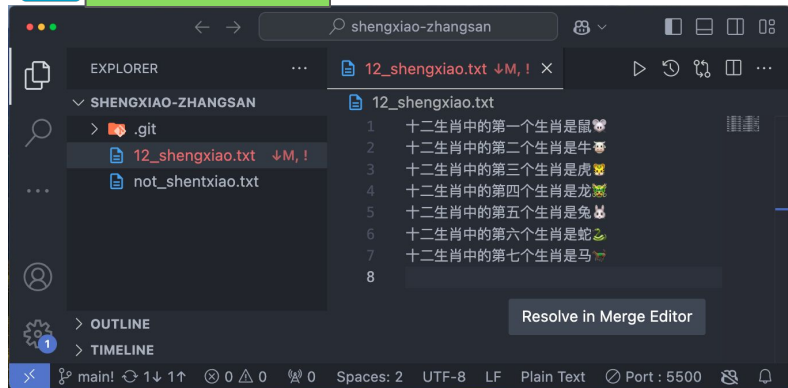 shengxiao-zhangsan
EXPLORER
12_shengxiao.txt ↓M, !
SHENGXIAO-ZHANGSAN
12_shengxiao.txt
.git
12_shengxiao.txt ↓M, !
not_shentxiao.txt
1 十二生肖中的第一个生肖是鼠🐭
2 十二生肖中的第二个生肖是牛🐮
3 十二生肖中的第三个生肖是虎🐯
4 十二生肖中的第四个生肖是龙🐲
5 十二生肖中的第五个生肖是兔🐰
6 十二生肖中的第六个生肖是蛇🐍
7 十二生肖中的第七个生肖是马🐎
8
Resolve in Merge Editor
OUTLINE
TIMELINE
1
main! 1↓ 1↑ 0 0 0 Spaces: 2 UTF-8 LF Plain Text Port : 5500